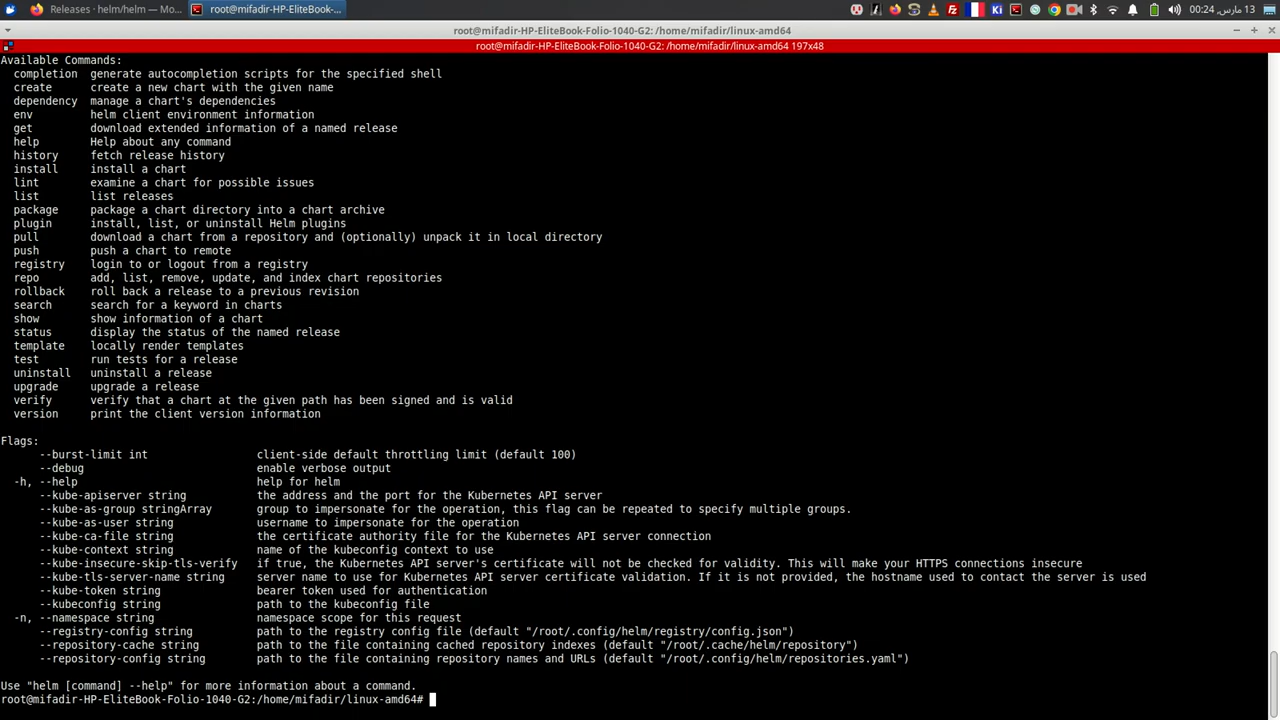 Releases · helm/helm — Mo...
root@mifadir-HP-EliteBook-...
Ki
00:24 ,مارس 13
root@mifadir-HP-EliteBook-Folio-1040-G2: /home/mifadir/linux-amd64
root@mifadir-HP-EliteBook-Folio-1040-G2: /home/mifadir/linux-amd64 197x48
Available Commands:
completion generate autocompletion scripts for the specified shell
create create a new chart with the given name
dependency manage a chart's dependencies
env helm client environment information
get download extended information of a named release
help Help about any command
history fetch release history
install install a chart
lint examine a chart for possible issues
list list releases
package package a chart directory into a chart archive
plugin install, list, or uninstall Helm plugins
pull download a chart from a repository and (optionally) unpack it in local directory
push push a chart to remote
registry login to or logout from a registry
repo add, list, remove, update, and index chart repositories
rollback roll back a release to a previous revision
search search for a keyword in charts
show show information of a chart
status display the status of the named release
template locally render templates
test run tests for a release
uninstall uninstall a release
upgrade upgrade a release
verify verify that a chart at the given path has been signed and is valid
version print the client version information
Flags:
--burst-limit int client-side default throttling limit (default 100)
--debug enable verbose output
-h, --help help for helm
--kube-apiserver string the address and the port for the Kubernetes API server
--kube-as-group stringArray group to impersonate for the operation, this flag can be repeated to specify multiple groups.
--kube-as-user string username to impersonate for the operation
--kube-ca-file string the certificate authority file for the Kubernetes API server connection
--kube-context string name of the kubeconfig context to use
--kube-insecure-skip-tls-verify if true, the Kubernetes API server's certificate will not be checked for validity. This will make your HTTPS connections insecure
--kube-tls-server-name string server name to use for Kubernetes API server certificate validation. If it is not provided, the hostname used to contact the server is used
--kube-token string bearer token used for authentication
--kubeconfig string path to the kubeconfig file
-n, --namespace string namespace scope for this request
--registry-config string path to the registry config file (default "/root/.config/helm/registry/config.json")
--repository-cache string path to the file containing cached repository indexes (default "/root/.cache/helm/repository")
--repository-config string path to the file containing repository names and URLs (default "/root/.config/helm/repositories.yaml")
Use "helm [command] --help" for more information about a command.
root@mifadir-HP-EliteBook-Folio-1040-G2:/home/mifadir/linux-amd64#